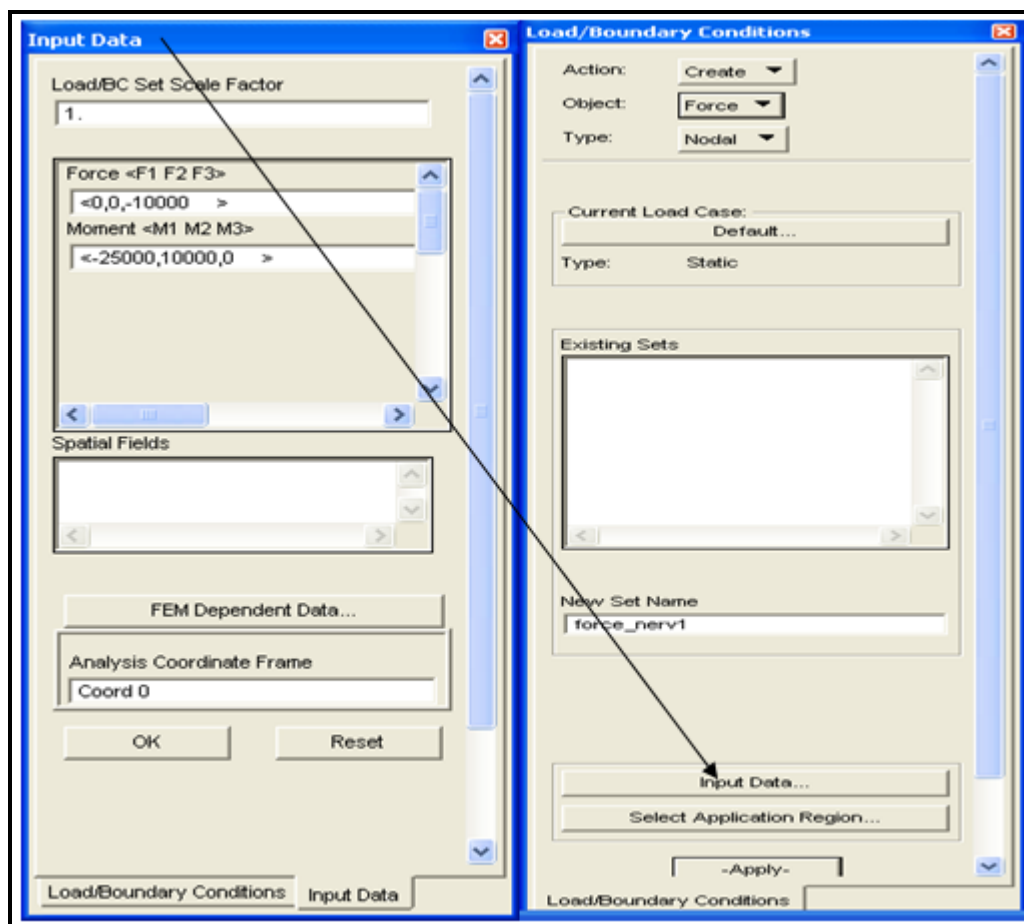 Input Data
Load/BC Set Scale Factor
1.
Force <F1 F2 F3>
<0,0,-10000 >
Moment <M1 M2 M3>
<-25000,10000,0 >
Spatial Fields
FEM Dependent Data...
Analysis Coordinate Frame
Coord 0
OK
Reset
Load/Boundary Conditions
Input Data
Load/Boundary Conditions
Action:
Create
Object:
Force
Type:
Nodal
Current Load Case:
Default...
Type:
Static
Existing Sets
New Set Name
force_nerv1
Input Data...
Select Application Region...
-Apply-
Load/Boundary Conditions